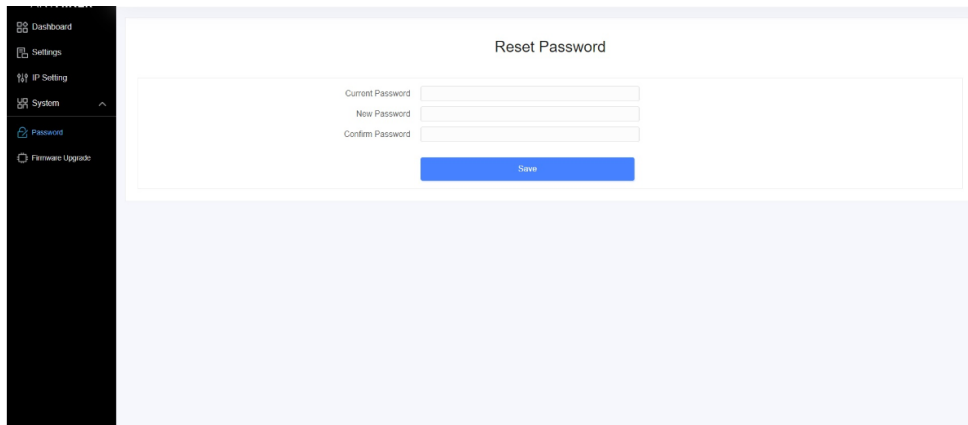 Dashboard
Settings
IP Setting
System
Password
Firmware Upgrade
Reset Password
Current Password
New Password
Confirm Password
Save